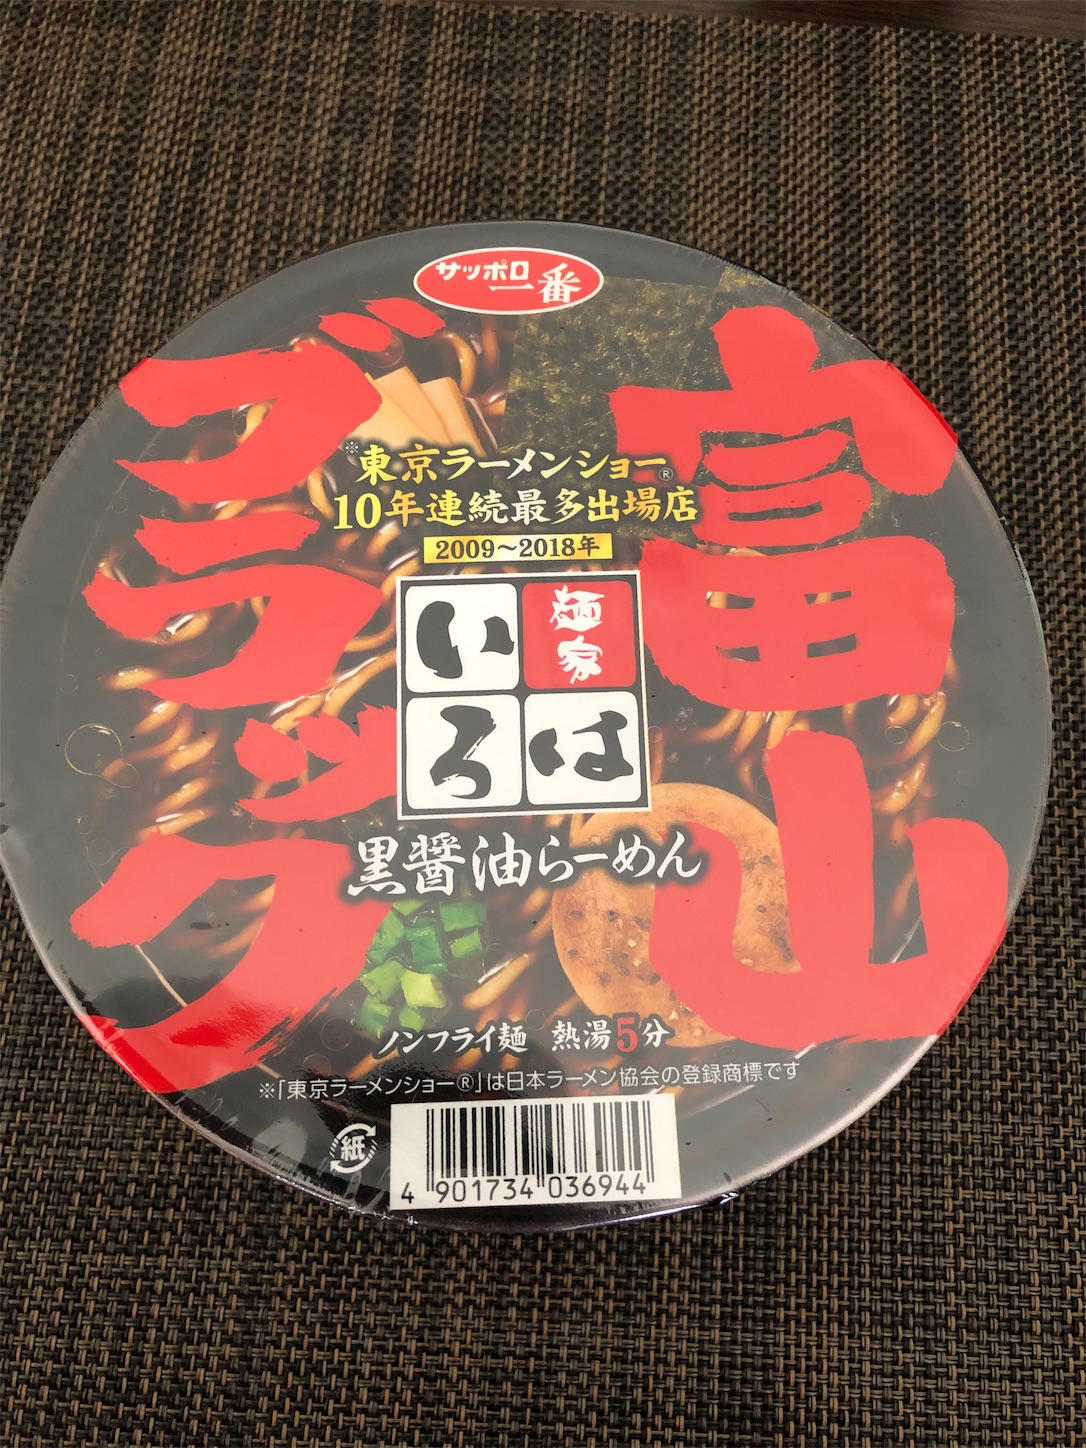 サッポロ一番
富山
ブラック
※東京ラーメンショー®
10年連続最多出場店
2009〜2018年
麺家
いろは
黒醤油らーめん
ノンフライ麺 熱湯5分
※「東京ラーメンショー®」は日本ラーメン協会の登録商標です
紙
4 901734 036944